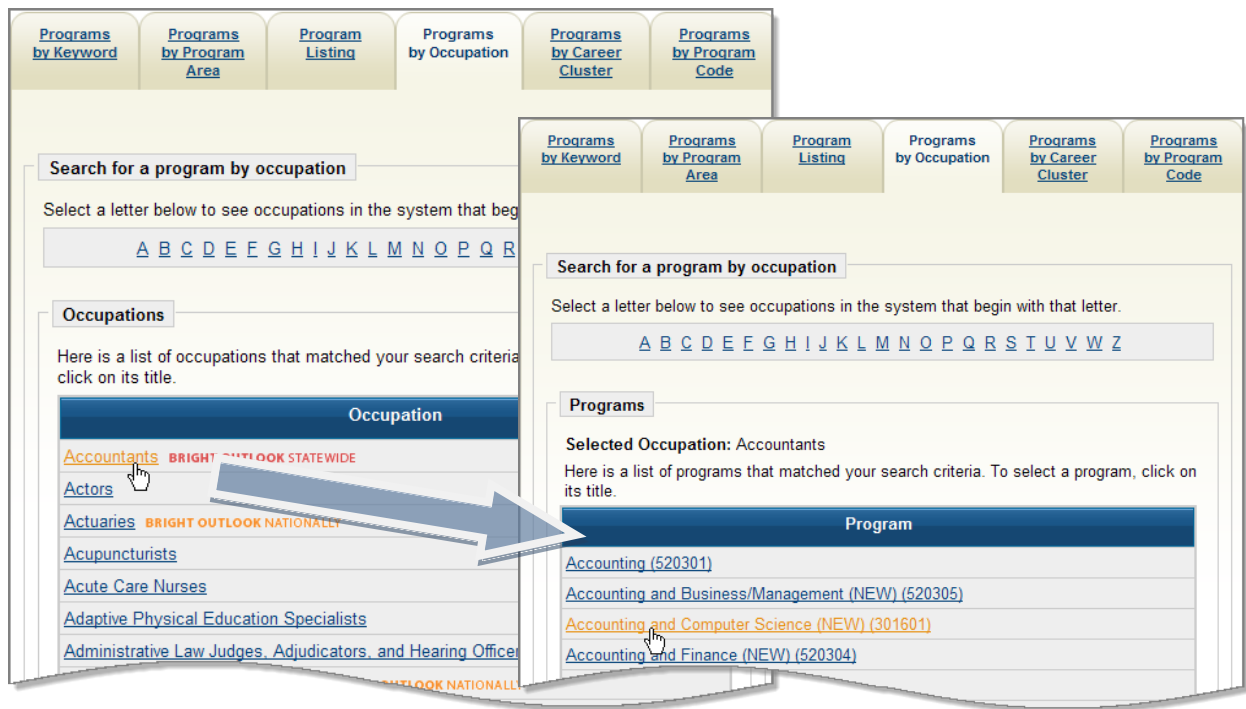 Programs by Keyword
Programs by Program Area
Program Listing
Programs by Occupation
Programs by Career Cluster
Programs by Program Code
Search for a program by occupation
Select a letter below to see occupations in the system that beg
A B C D E F G H I J K L M N O P Q R
Occupations
Here is a list of occupations that matched your search criteria
click on its title.
Occupation
Accountants BRIGHT OUTLOOK STATEWIDE
Actors
Actuaries BRIGHT OUTLOOK NATIONALLY
Acupuncturists
Acute Care Nurses
Adaptive Physical Education Specialists
Administrative Law Judges, Adjudicators, and Hearing Officer
OUTLOOK NATIONALLY
Programs by Keyword
Programs by Program Area
Program Listing
Programs by Occupation
Programs by Career Cluster
Programs by Program Code
Search for a program by occupation
Select a letter below to see occupations in the system that begin with that letter.
A B C D E F G H I J K L M N O P Q R S T U V W Z
Programs
Selected Occupation: Accountants
Here is a list of programs that matched your search criteria. To select a program, click on
its title.
Program
Accounting (520301)
Accounting and Business/Management (NEW) (520305)
Accounting and Computer Science (NEW) (301601)
Accounting and Finance (NEW) (520304)